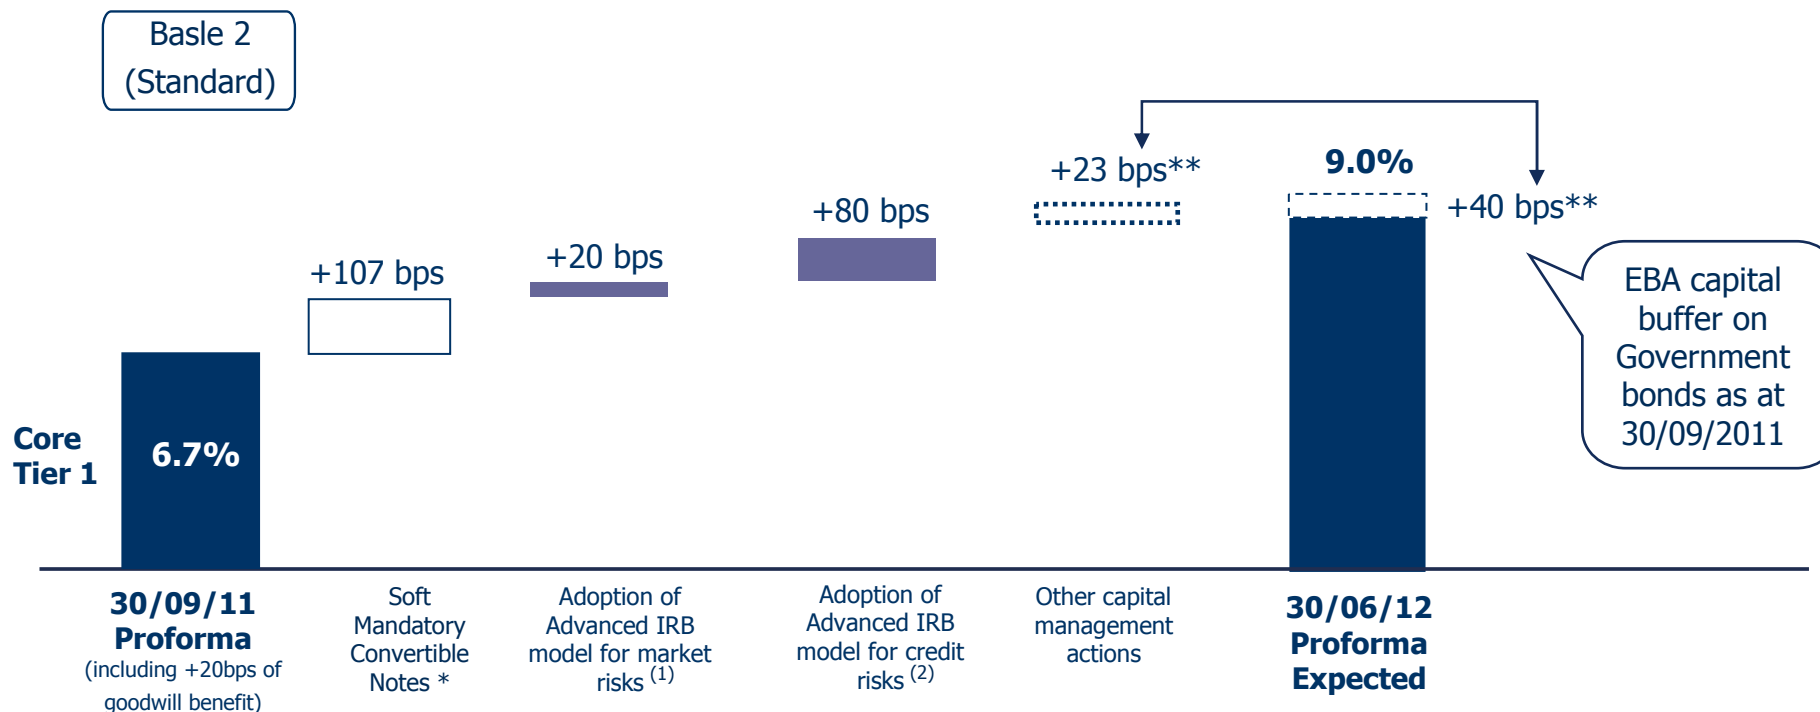 Basle 2
(Standard)
+107 bps
+20 bps
+80 bps
+23 bps**
9.0%
+40 bps**
EBA capital
buffer on
Government
bonds as at
30/09/2011
Core
Tier 1
6.7%
30/09/11
Proforma
(including +20bps of
goodwill benefit)
Soft
Mandatory
Convertible
Notes *
Adoption of
Advanced IRB
model for market
risks (1)
Adoption of
Advanced IRB
model for credit
risks (2)
Other capital
management
actions
30/06/12
Proforma
Expected